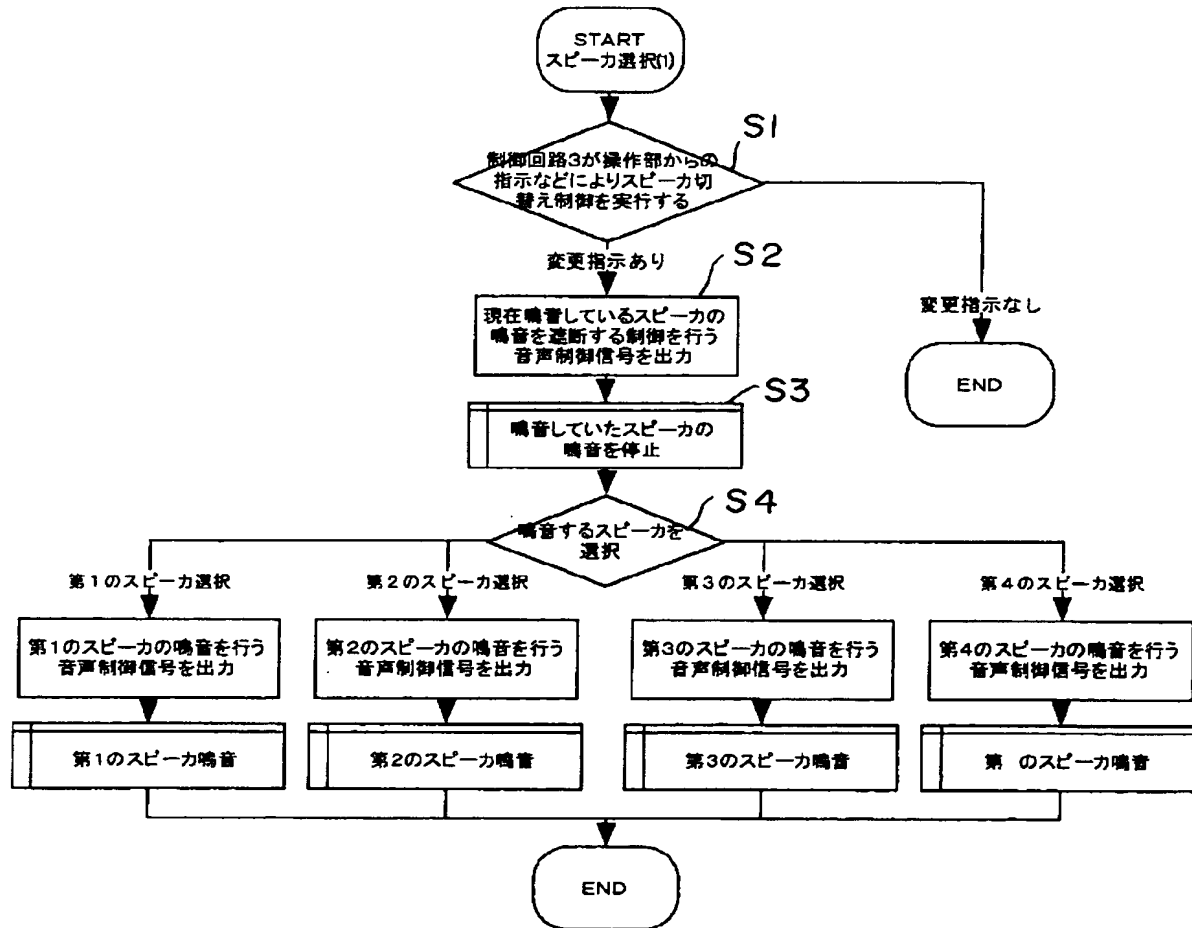 START
スピーカ選択(1)
S1
制御回路3が操作部からの
指示などによりスピーカ切
替え制御を実行する
変更指示あり
S2
変更指示なし
現在鳴音しているスピーカの
鳴音を遮断する制御を行う
音声制御信号を出力
END
S3
鳴音していたスピーカの
鳴音を停止
S4
鳴音するスピーカを
選択
第1のスピーカ選択
第2のスピーカ選択
第3のスピーカ選択
第4のスピーカ選択
第1のスピーカの鳴音を行う
音声制御信号を出力
第2のスピーカの鳴音を行う
音声制御信号を出力
第3のスピーカの鳴音を行う
音声制御信号を出力
第4のスピーカの鳴音を行う
音声制御信号を出力
第1のスピーカ鳴音
第2のスピーカ鳴音
第3のスピーカ鳴音
第 のスピーカ鳴音
END